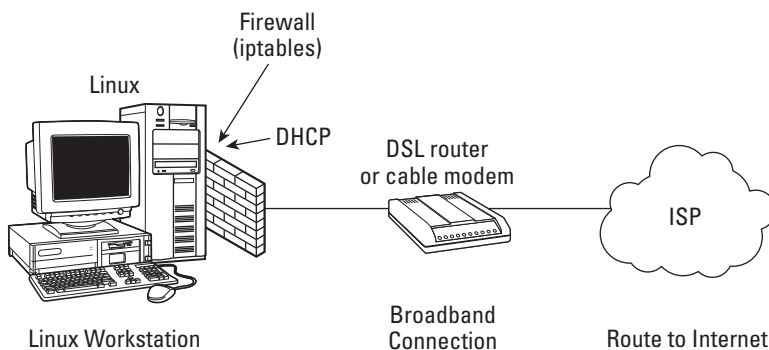 Firewall
(iptables)
Linux
DHCP
DSL router
or cable modem
ISP
Linux Workstation
Broadband
Connection
Route to Internet